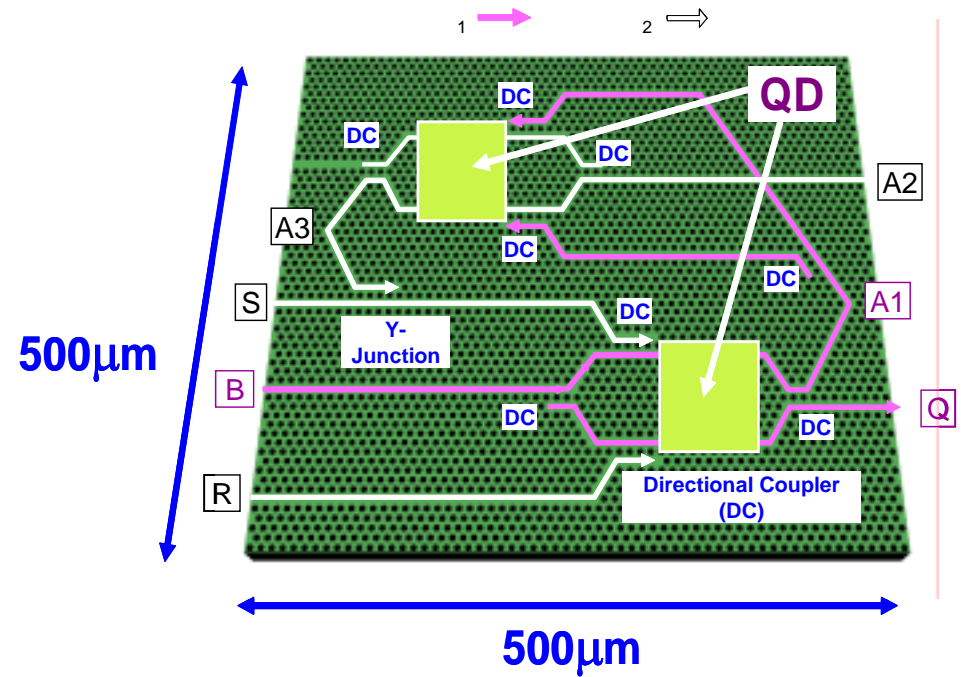 1
2
QD
DC
DC
DC
A2
A3
DC
DC
S
DC
A1
Y-
Junction
500μm
B
DC
DC
Q
R
Directional Coupler
(DC)
500μm